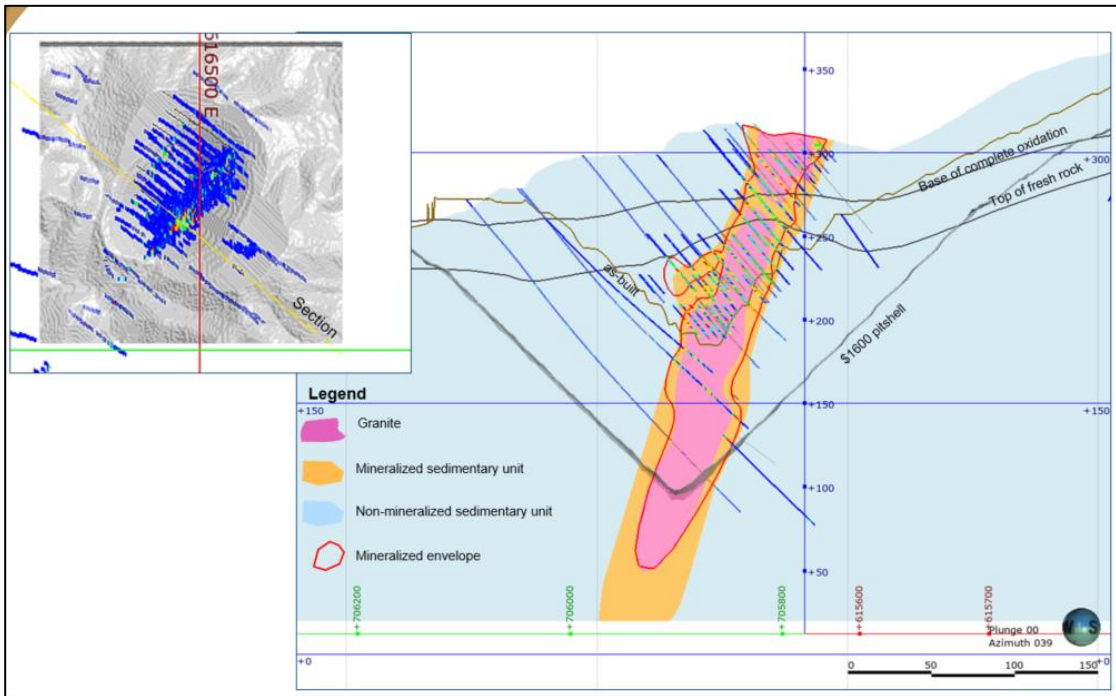 516500 E
Section
+350
+300
+300
Base of complete oxidation
Top of fresh rock
+250
as-built
+200
$1600 pitshell
+150
+150
Legend
Granite
Mineralized sedimentary unit
Non-mineralized sedimentary unit
Mineralized envelope
+100
+50
+706200
+706000
+705800
+615600
+615700
Plunge 00
Azimuth 039
+0
+0
0 50 100 150